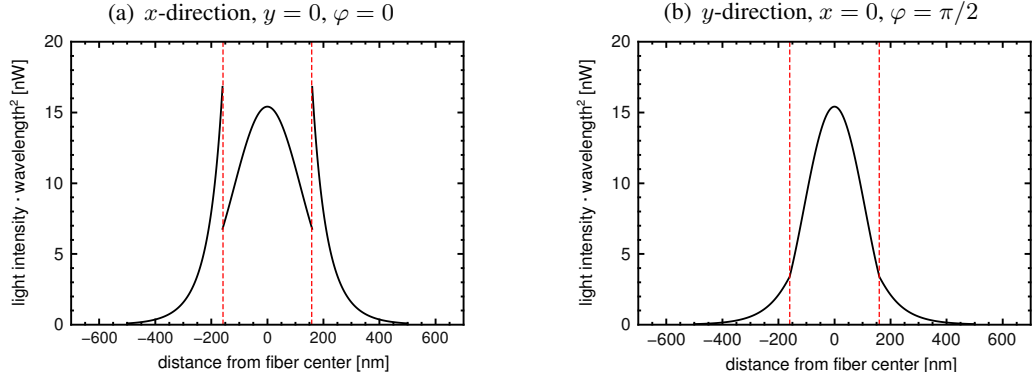 (a) x-direction, y = 0, φ = 0
20
15
10
5
0
light intensity · wavelength² [nW]
−600 −400 −200 0 200 400 600
distance from fiber center [nm]
(b) y-direction, x = 0, φ = π/2
20
15
10
5
0
light intensity · wavelength² [nW]
−600 −400 −200 0 200 400 600
distance from fiber center [nm]